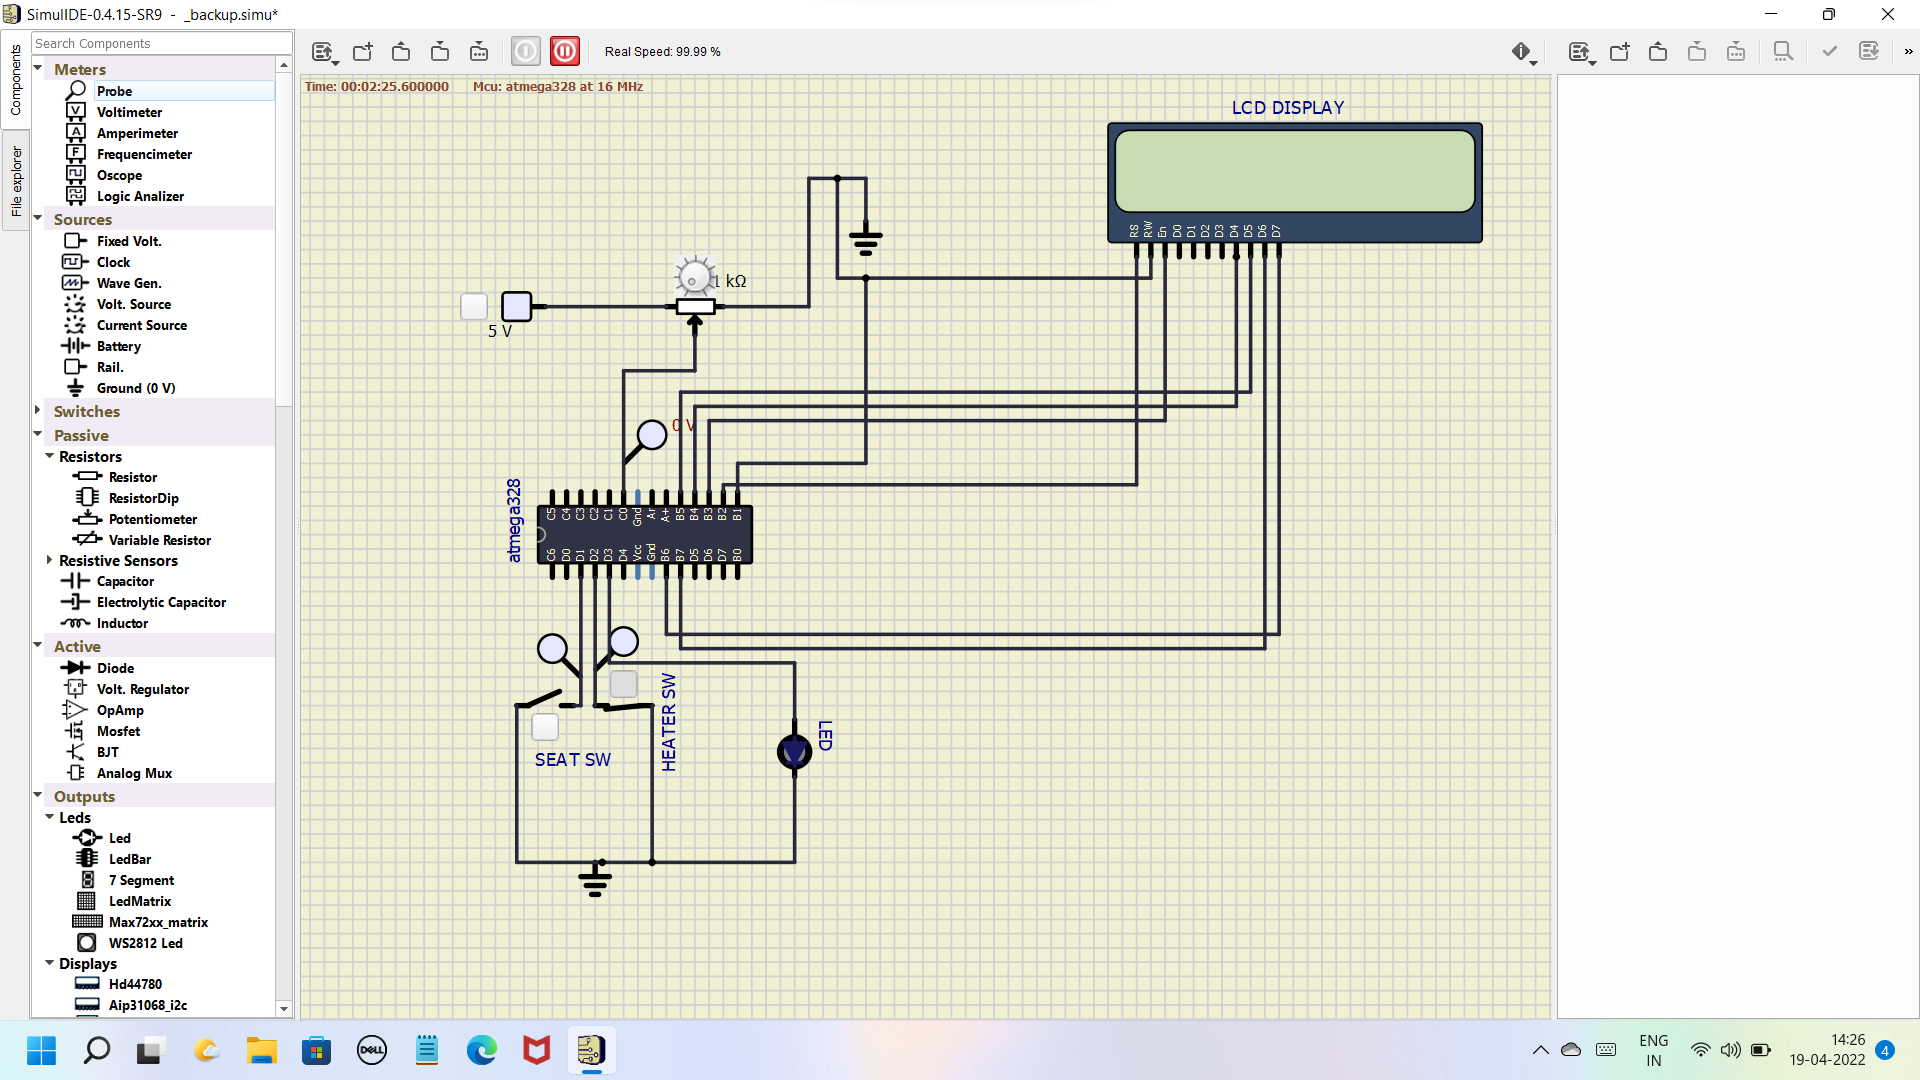 SimulIDE-0.4.15-SR9 - _backup.simu*
Components
File explorer
Search Components
Meters
Probe
Voltimeter
Amperimeter
Frequencimeter
Oscope
Logic Analizer
Sources
Fixed Volt.
Clock
Wave Gen.
Volt. Source
Current Source
Battery
Rail.
Ground (0 V)
Switches
Passive
Resistors
Resistor
ResistorDip
Potentiometer
Variable Resistor
Resistive Sensors
Capacitor
Electrolytic Capacitor
Inductor
Active
Diode
Volt. Regulator
OpAmp
Mosfet
BJT
Analog Mux
Outputs
Leds
Led
LedBar
7 Segment
LedMatrix
Max72xx_matrix
WS2812 Led
Displays
Hd44780
Aip31068_i2c
Real Speed: 99.99 %
»
Time: 00:02:25.600000 Mcu: atmega328 at 16 MHz
LCD DISPLAY
RS RW En D0 D1 D2 D3 D4 D5 D6 D7
1 kΩ
5 V
0 V
atmega328
C5 C4 C3 C2 C1 C0 Gnd Ar A+ B5 B4 B3 B2 B1
C6 D0 D1 D2 D3 D4 Vcc Gnd B6 B7 D5 D6 D7 B0
SEAT SW
HEATER SW
LED
DELL
ENG
IN
14:26
19-04-2022
4